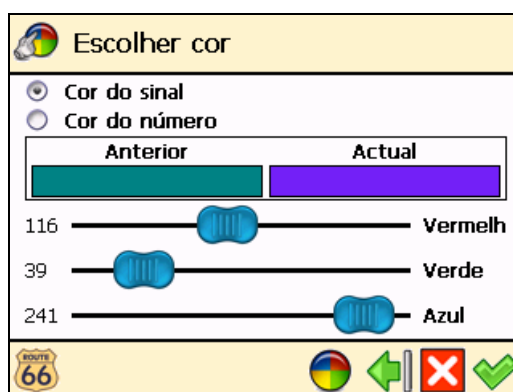 Escolher cor
Cor do sinal
Cor do número
Anterior Actual
116 Vermelh
39 Verde
241 Azul
ROUTE
66